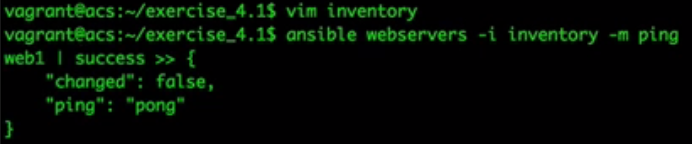 vagrant@acs:~/exercise_4.1$ vim inventory
vagrant@acs:~/exercise_4.1$ ansible webservers -i inventory -m ping
web1 | success >> {
    "changed": false,
    "ping": "pong"
}